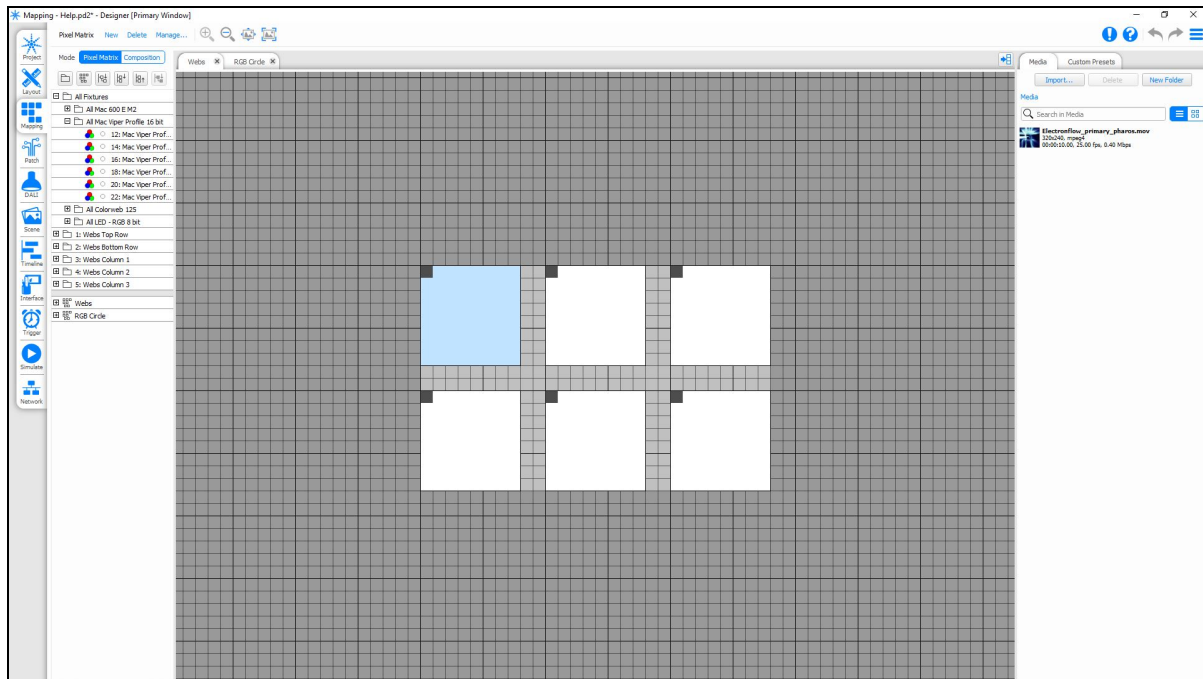 Mapping - Help.pd2* - Designer [Primary Window]
Pixel Matrix New Delete Manage...
Project
Layout
Mapping
Patch
DALI
Scene
Timeline
Interface
Trigger
Simulate
Network
Mode Pixel Matrix Composition
All Fixtures
All Mac 600 E M2
All Mac Viper Profile 16 bit
12: Mac Viper Prof...
14: Mac Viper Prof...
16: Mac Viper Prof...
18: Mac Viper Prof...
20: Mac Viper Prof...
22: Mac Viper Prof...
All Colorweb 125
All LED - RGB 8 bit
1: Webs Top Row
2: Webs Bottom Row
3: Webs Column 1
4: Webs Column 2
5: Webs Column 3
Webs
RGB Circle
Webs RGB Circle
Media Custom Presets
Import... Delete New Folder
Media
Search in Media
Electronflow_primary_pharos.mov
320x240, mpeg4
00:00:10.00, 25.00 fps, 0.40 Mbps